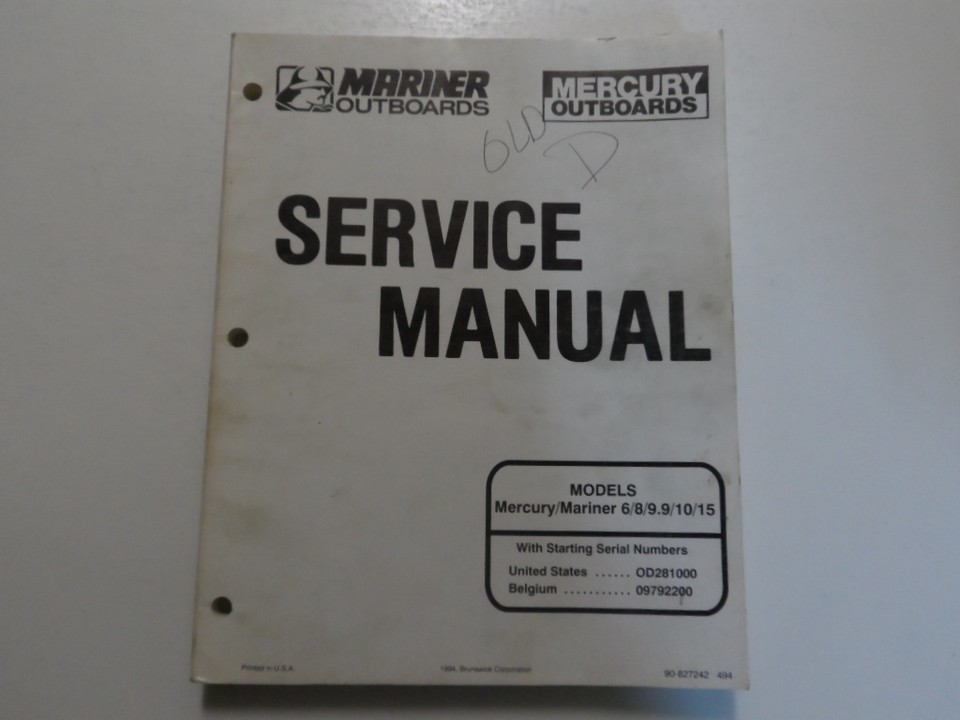 MARINER
OUTBOARDS
MERCURY
OUTBOARDS
OLD
D
SERVICE
MANUAL
MODELS
Mercury/Mariner 6/8/9.9/10/15
With Starting Serial Numbers
United States ...... OD281000
Belgium ........... 09792200
Printed in U.S.A.
1994, Brunswick Corporation
90-827242 494